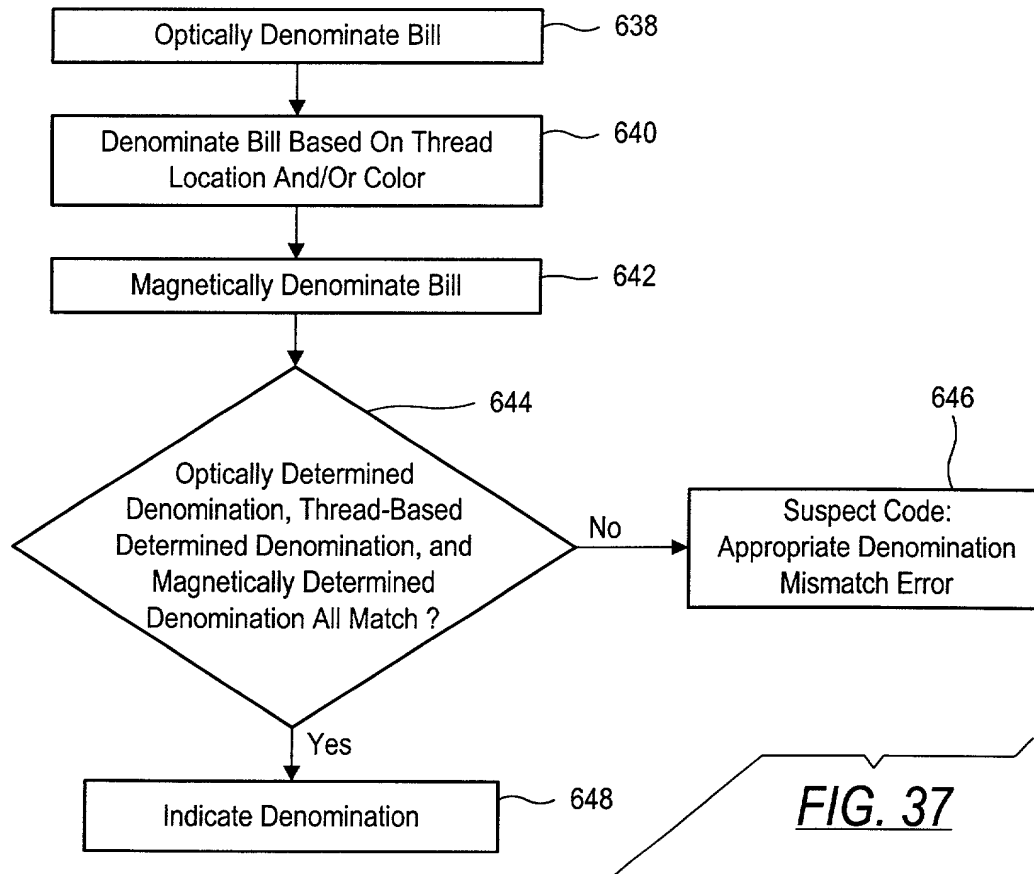 Optically Denominate Bill
638
Denominate Bill Based On Thread
Location And/Or Color
640
Magnetically Denominate Bill
642
644
Optically Determined
Denomination, Thread-Based
Determined Denomination, and
Magnetically Determined
Denomination All Match ?
No
646
Suspect Code:
Appropriate Denomination
Mismatch Error
Yes
Indicate Denomination
648
FIG. 37